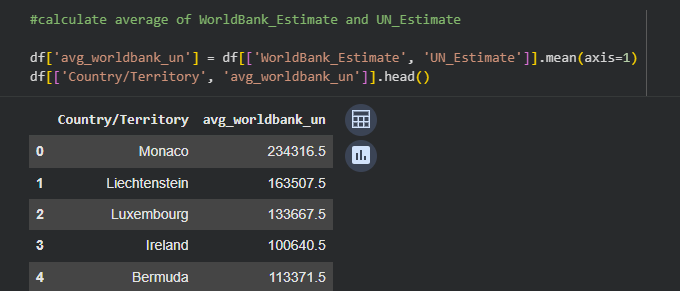 #calculate average of WorldBank_Estimate and UN_Estimate
df['avg_worldbank_un'] = df[['WorldBank_Estimate', 'UN_Estimate']].mean(axis=1)
df[['Country/Territory', 'avg_worldbank_un']].head()
Country/Territory avg_worldbank_un
0 Monaco 234316.5
1 Liechtenstein 163507.5
2 Luxembourg 133667.5
3 Ireland 100640.5
4 Bermuda 113371.5